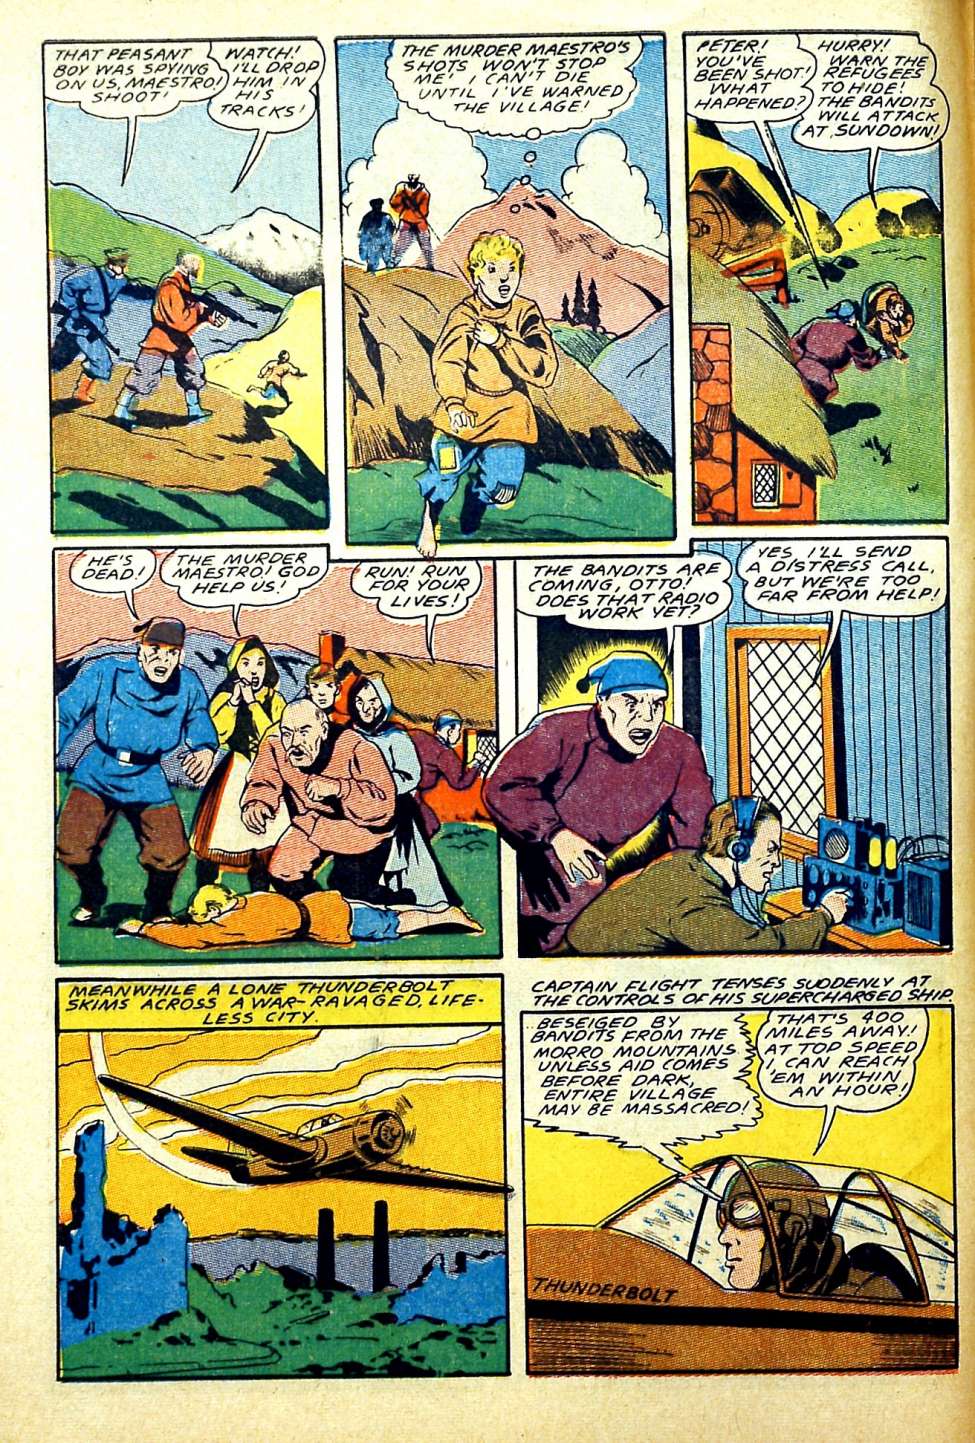 THAT PEASANT
BOY WAS SPYING
ON US, MAESTRO!
SHOOT!
WATCH!
I'LL DROP
HIM IN
HIS
TRACKS!
THE MURDER MAESTRO'S
SHOTS WON'T STOP
ME! I CAN'T DIE
UNTIL I'VE WARNED
THE VILLAGE!
PETER!
YOU'VE
BEEN SHOT!
WHAT
HAPPENED?
HURRY!
WARN THE
REFUGEES
TO HIDE!
THE BANDITS
WILL ATTACK
AT SUNDOWN!
HE'S
DEAD!
THE MURDER
MAESTRO! GOD
HELP US!
RUN! RUN
FOR YOUR
LIVES!
THE BANDITS ARE
COMING, OTTO!
DOES THAT RADIO
WORK YET?
YES, I'LL SEND
A DISTRESS CALL,
BUT WE'RE TOO
FAR FROM HELP!
MEANWHILE A LONE THUNDERBOLT
SKIMS ACROSS A WAR-RAVAGED, LIFE-
LESS CITY.
CAPTAIN FLIGHT TENSES SUDDENLY AT
THE CONTROLS OF HIS SUPERCHARGED SHIP.
BESEIGED BY
BANDITS FROM THE
MORRO MOUNTAINS
UNLESS AID COMES
BEFORE DARK,
ENTIRE VILLAGE
MAY BE MASSACRED!
THAT'S 400
MILES AWAY!
AT TOP SPEED
I CAN REACH
'EM WITHIN
AN HOUR!
THUNDERBOLT